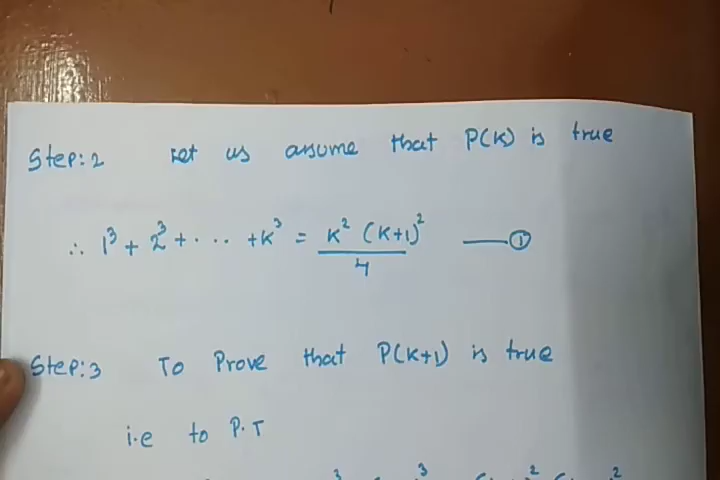 Step:2 Let us assume that P(K) is true
∴ 1³ + 2³ + · ... + K³ = K² (K+1)² / 4 —— ①
Step:3 To Prove that P(K+1) is true
i.e to P.T